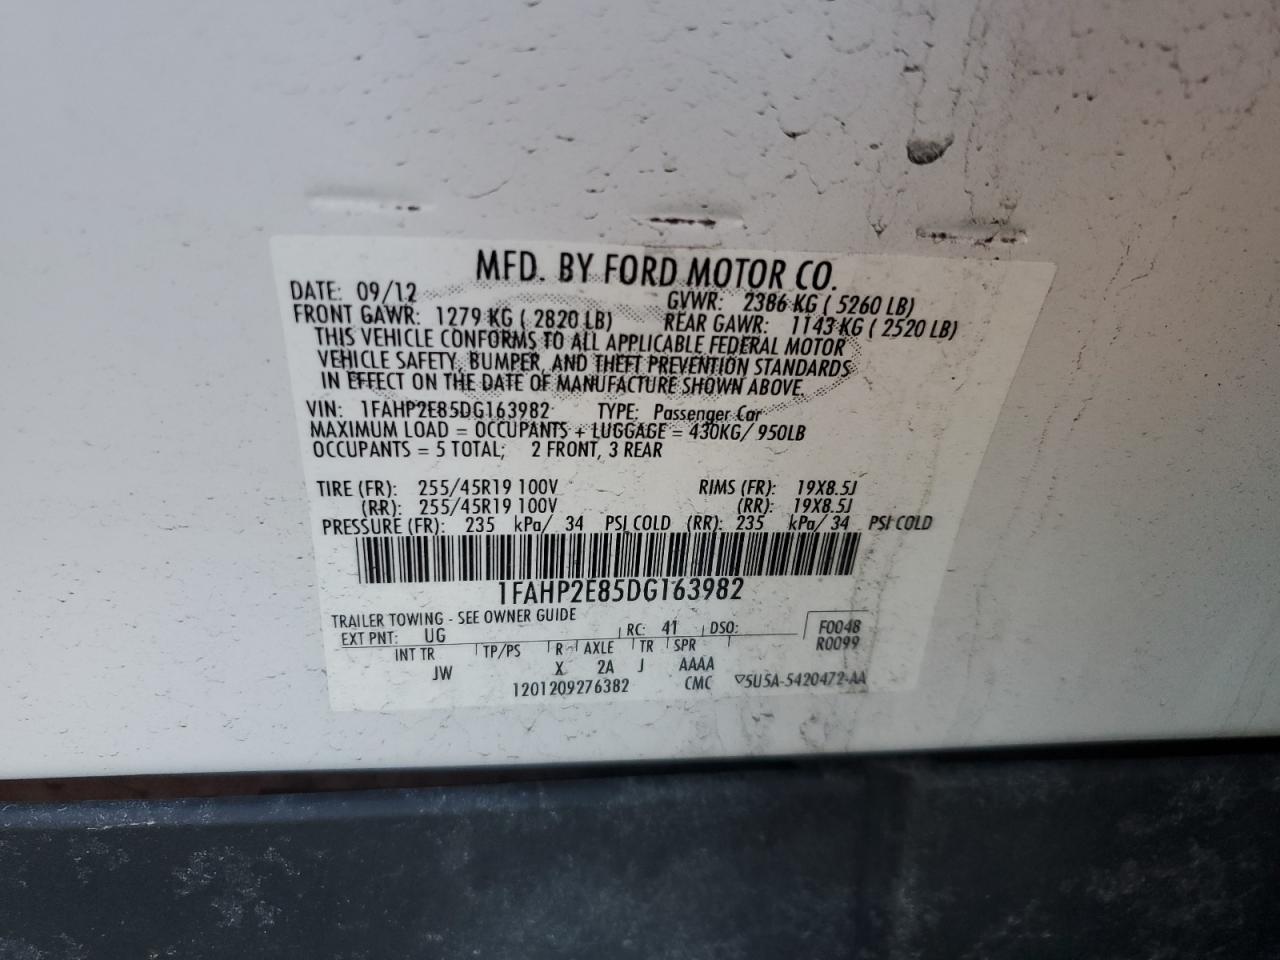 MFD. BY FORD MOTOR CO.
DATE: 09/12 GVWR: 2386 KG ( 5260 LB)
FRONT GAWR: 1279 KG ( 2820 LB) REAR GAWR: 1143 KG ( 2520 LB)
THIS VEHICLE CONFORMS TO ALL APPLICABLE FEDERAL MOTOR
VEHICLE SAFETY, BUMPER, AND THEFT PREVENTION STANDARDS
IN EFFECT ON THE DATE OF MANUFACTURE SHOWN ABOVE.
VIN: 1FAHP2E85DG163982 TYPE: Passenger Car
MAXIMUM LOAD = OCCUPANTS + LUGGAGE = 430KG/ 950LB
OCCUPANTS = 5 TOTAL; 2 FRONT, 3 REAR
TIRE (FR): 255/45R19 100V RIMS (FR): 19X8.5J
(RR): 255/45R19 100V (RR): 19X8.5J
PRESSURE (FR): 235 kPa/ 34 PSI COLD (RR): 235 kPa/ 34 PSI COLD
1FAHP2E85DG163982
TRAILER TOWING - SEE OWNER GUIDE
EXT PNT: UG RC: 41 DSO: F0048
R0099
INT TR TP/PS R AXLE TR SPR
JW X 2A J AAAA
1201209276382 CMC ▽5U5A-5420472-AA